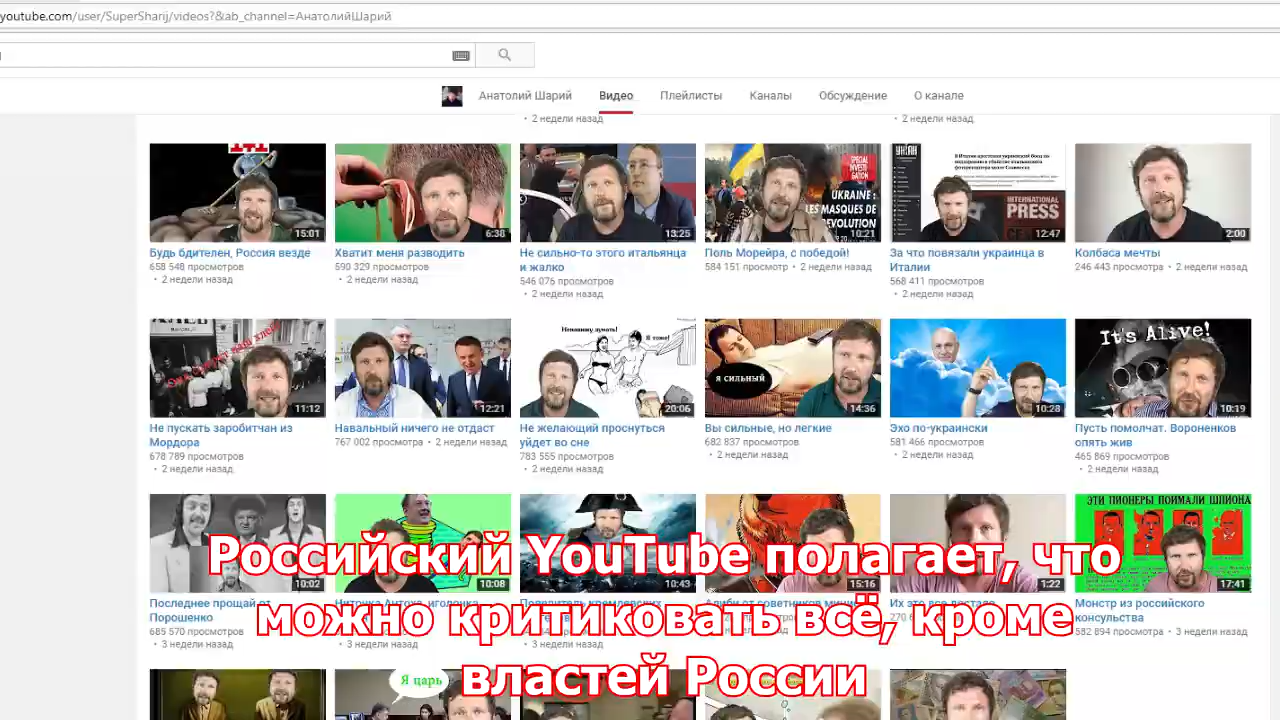 youtube.com/user/SuperSharij/videos?&ab_channel=АнатолийШарий
Анатолий Шарий Видео Плейлисты Каналы Обсуждение О канале
• 2 недели назад
• 2 недели назад
15:01
6:38
13:25
SPECIAL INVESTIGATION
UKRAINE :
LES MASQUES DE
REVOLUTION
10:21
УНІАН
INTERNATIONAL
PRESS
12:47
2:00
Будь бдителен, Россия везде
658 548 просмотров
• 2 недели назад
Хватит меня разводить
590 329 просмотров
• 2 недели назад
Не сильно-то этого итальянца
и жалко
546 076 просмотров
• 2 недели назад
Поль Морейра, с победой!
584 151 просмотр • 2 недели назад
За что повязали украинца в
Италии
568 411 просмотров
• 2 недели назад
Колбаса мечты
246 443 просмотра • 2 недели назад
11:12
12:21
Ненавижу думать!
Я тоже!
20:06
Я СИЛЬНЫЙ
14:36
10:28
It's Alive!
10:19
Не пускать заробитчан из
Мордора
678 789 просмотров
• 2 недели назад
Навальный ничего не отдаст
767 002 просмотра • 2 недели назад
Не желающий проснуться
уйдет во сне
783 555 просмотров
• 2 недели назад
Вы сильные, но легкие
682 837 просмотров
• 2 недели назад
Эхо по-украински
581 466 просмотров
• 2 недели назад
Пусть помолчат. Вороненков
опять жив
465 869 просмотров
• 2 недели назад
10:02
10:08
10:43
15:16
1:22
ЭТИ ПИОНЕРЫ ПОЙМАЛИ ШПИОНА
17:41
Последнее прощай от
Порошенко
685 570 просмотров
• 3 недели назад
• 3 недели назад
• 3 недели назад
Монстр из российского
консульства
582 894 просмотра • 3 недели назад
Российский YouTube полагает, что
можно критиковать всё, кроме
властей России
Я царь